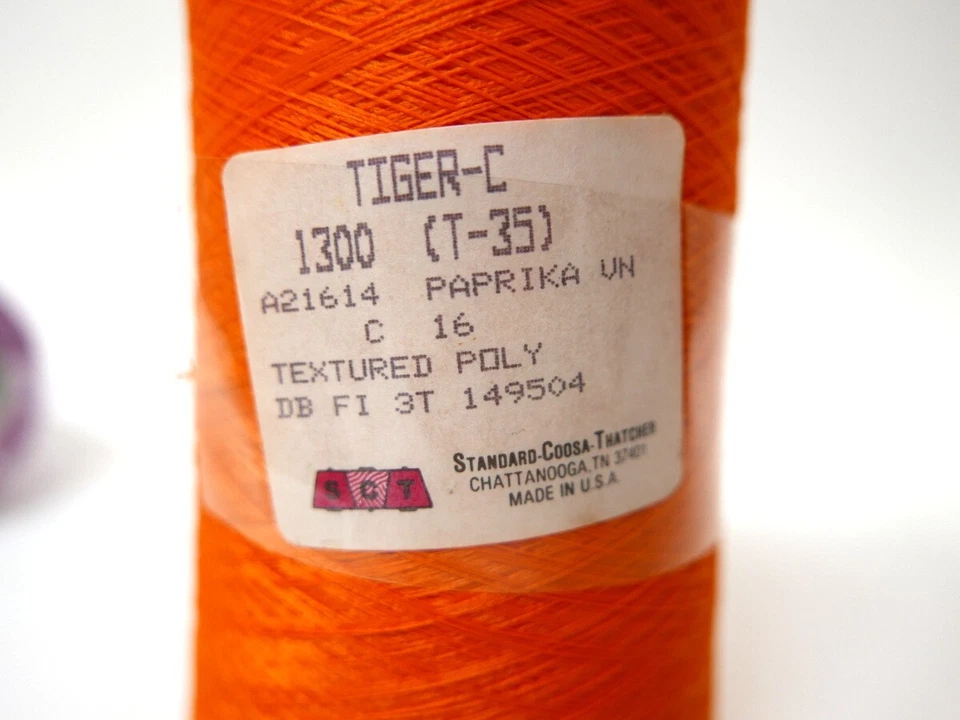 TIGER-C
1300 (T-35)
A21614 PAPRIKA VN
C 16
TEXTURED POLY
DB FI 3T 149504
SCT
STANDARD-COOSA-THATCHER
CHATTANOOGA, TN 37401
MADE IN U.S.A.